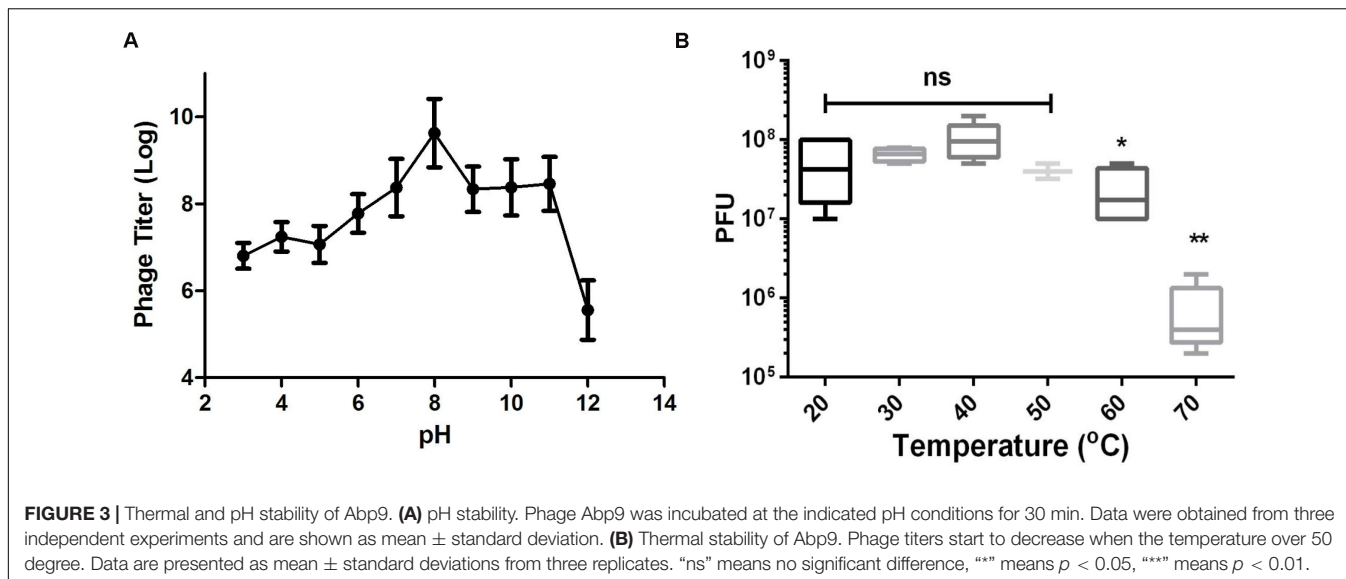 A
B
Phage Titer (Log)
10
8
6
4
2
4
6
8
10
12
14
pH
PFU
10⁹
10⁸
10⁷
10⁶
10⁵
ns
*
**
20
30
40
50
60
70
Temperature (°C)
FIGURE 3 | Thermal and pH stability of Abp9. (A) pH stability. Phage Abp9 was incubated at the indicated pH conditions for 30 min. Data were obtained from three
independent experiments and are shown as mean ± standard deviation. (B) Thermal stability of Abp9. Phage titers start to decrease when the temperature over 50
degree. Data are presented as mean ± standard deviations from three replicates. “ns” means no significant difference, “*” means p < 0.05, “**” means p < 0.01.